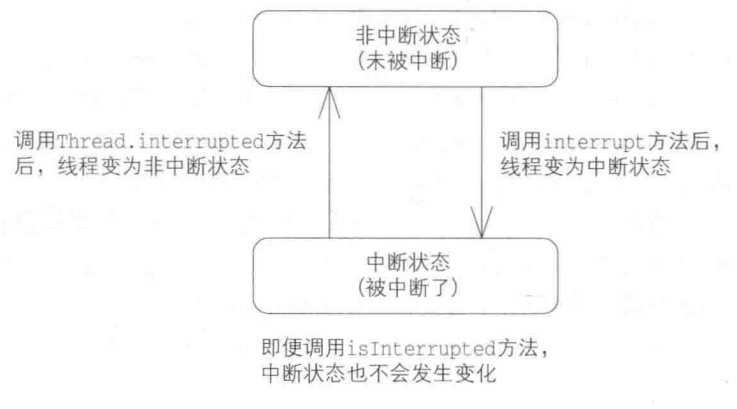 非中断状态
(未被中断)
调用Thread.interrupted方法
后，线程变为非中断状态
调用interrupt方法后，
线程变为中断状态
中断状态
(被中断了)
即便调用isInterrupted方法，
中断状态也不会发生变化